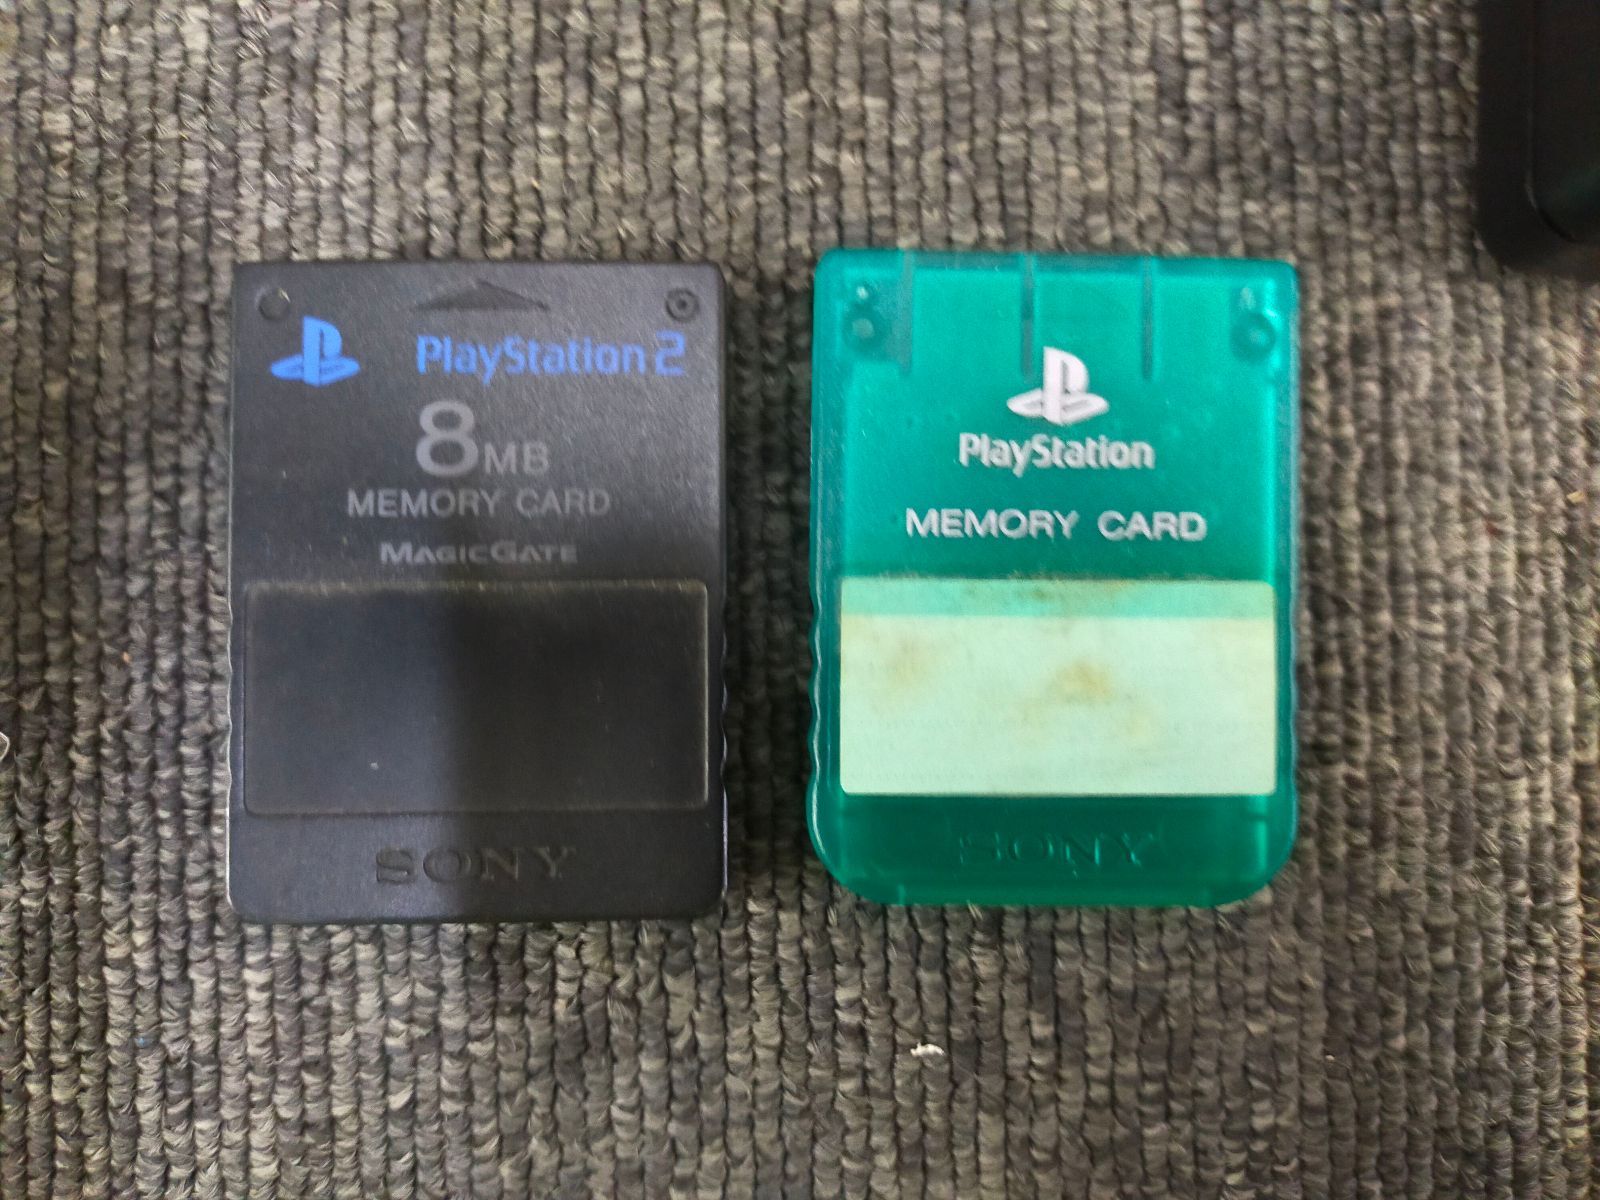 PlayStation 2
8MB
MEMORY CARD
MAGICGATE
SONY
PlayStation
MEMORY CARD
SONY